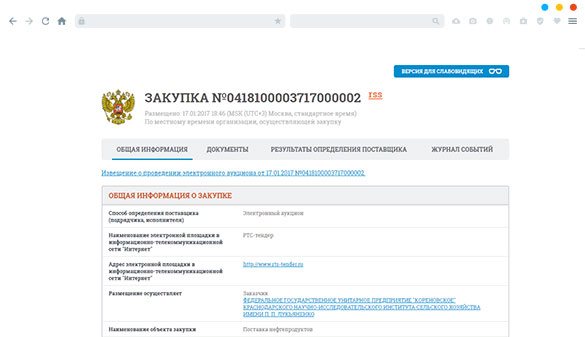 ВЕРСИЯ ДЛЯ СЛАБОВИДЯЩИХ
ЗАКУПКА №0418100003717000002 rss
Размещено: 17.01.2017 18:46 (MSK (UTC+3) Москва, стандартное время)
По местному времени организации, осуществляющей закупку
ОБЩАЯ ИНФОРМАЦИЯ ДОКУМЕНТЫ РЕЗУЛЬТАТЫ ОПРЕДЕЛЕНИЯ ПОСТАВЩИКА ЖУРНАЛ СОБЫТИЙ
Извещение о проведении электронного аукциона от 17.01.2017 №0418100003717000002
ОБЩАЯ ИНФОРМАЦИЯ О ЗАКУПКЕ
Способ определения поставщика Электронный аукцион
(подрядчика, исполнителя)
Наименование электронной площадки в РТС-тендер
информационно-телекоммуникационной
сети "Интернет"
Адрес электронной площадки в http://www.rts-tender.ru
информационно-телекоммуникационной
сети "Интернет"
Размещение осуществляет Заказчик
ФЕДЕРАЛЬНОЕ ГОСУДАРСТВЕННОЕ УНИТАРНОЕ ПРЕДПРИЯТИЕ "КОРЕНОВСКОЕ"
КРАСНОДАРСКОГО НАУЧНО-ИССЛЕДОВАТЕЛЬСКОГО ИНСТИТУТА СЕЛЬСКОГО ХОЗЯЙСТВА
ИМЕНИ П. П. ЛУКЬЯНЕНКО
Наименование объекта закупки Поставка нефтепродуктов